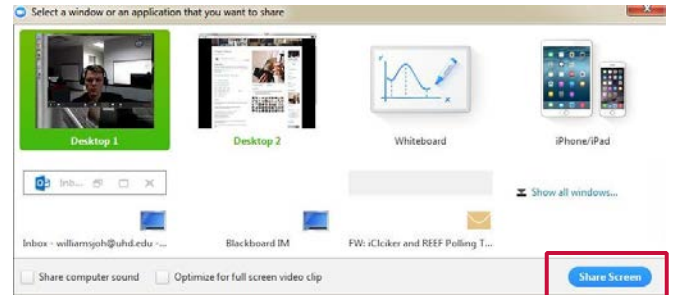 Select a window or an application that you want to share
Desktop 1
Desktop 2
Whiteboard
iPhone/iPad
Inb...
Show all windows...
Inbox - williamsjoh@uhd.edu -...
Blackboard IM
FW: iClciker and REEF Polling T...
Share computer sound
Optimize for full screen video clip
Share Screen